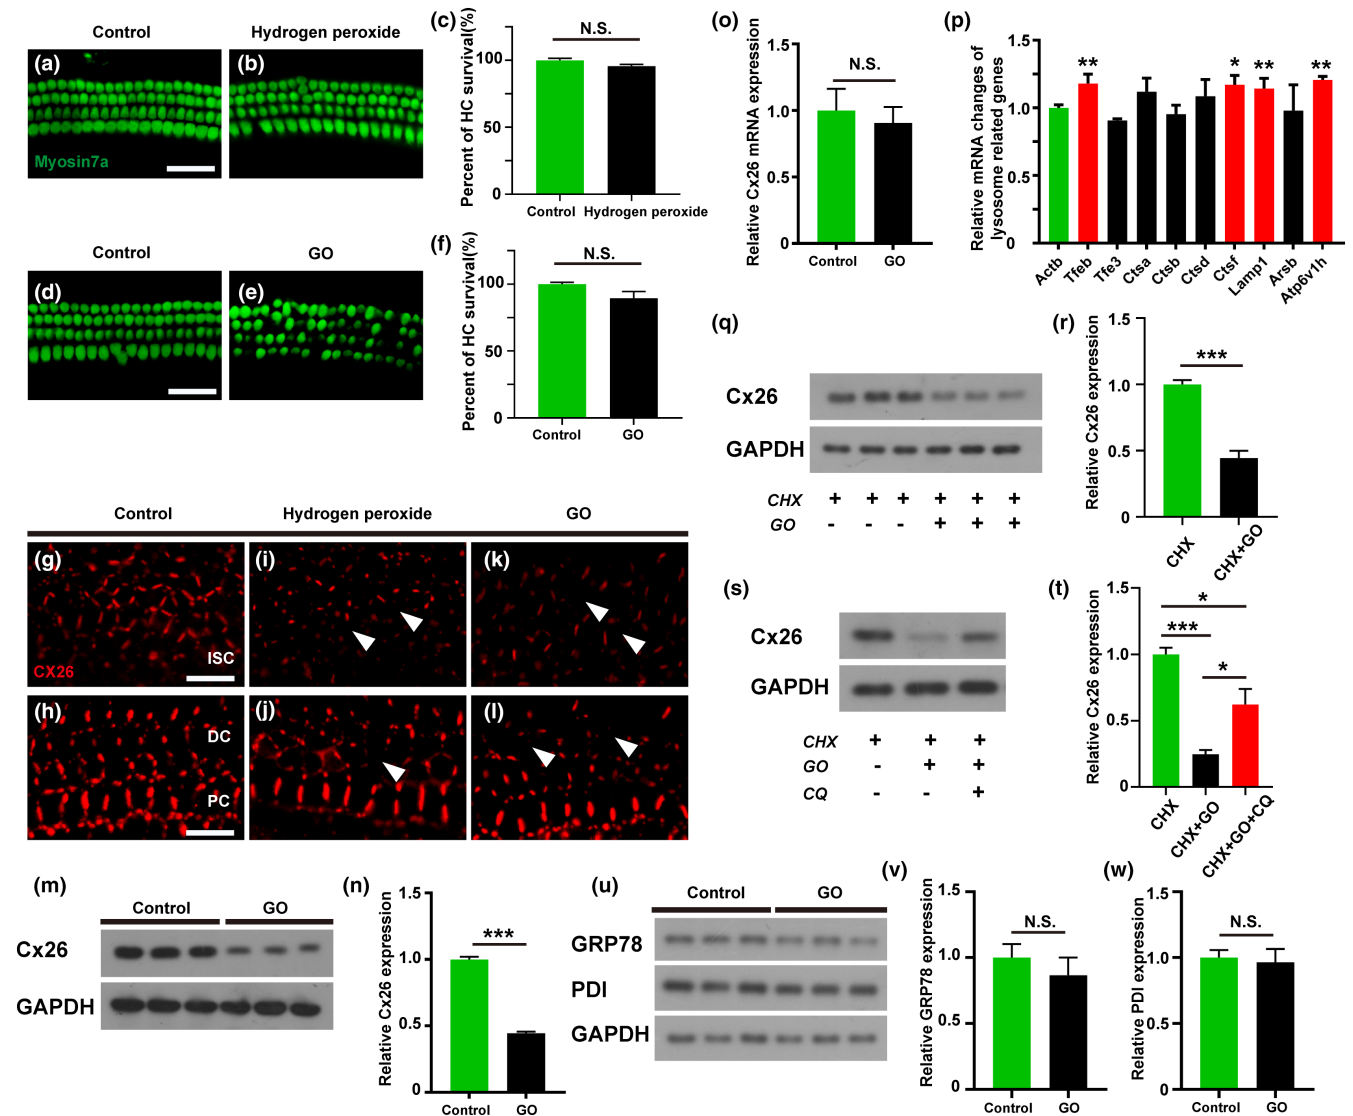 Control
Hydrogen peroxide
(a)
(b)
Myosin7a
(c)
Percent of HC survival(%)
N.S.
100
50
0
Control
Hydrogen peroxide
Control
GO
(d)
(e)
(f)
Percent of HC survival(%)
N.S.
100
50
0
Control
GO
Control
Hydrogen peroxide
GO
(g)
(i)
(k)
CX26
ISC
(h)
(j)
(l)
DC
PC
(m)
Control
GO
Cx26
GAPDH
(n)
Relative Cx26 expression
***
1.5
1.0
0.5
0
Control
GO
(o)
Relative Cx26 mRNA expression
N.S.
1.5
1.0
0.5
0
Control
GO
(p)
Relative mRNA changes of
lysosome related genes
1.5
1.0
0.5
0
** * ** **
Actb
Tfeb
Tfe3
Ctsa
Ctsb
Ctsd
Ctsf
Lamp1
Arsb
Atp6v1h
(q)
Cx26
GAPDH
CHX + + + + + +
GO - - - + + +
(r)
Relative Cx26 expression
***
1.5
1.0
0.5
0
CHX
CHX+GO
(s)
Cx26
GAPDH
CHX + + +
GO - + +
CQ - - +
(t)
Relative Cx26 expression
*
***
*
1.5
1.0
0.5
0
CHX
CHX+GO
CHX+GO+CQ
(u)
Control
GO
GRP78
PDI
GAPDH
(v)
Relative GRP78 expression
N.S.
1.5
1.0
0.5
0
Control
GO
(w)
Relative PDI expression
N.S.
1.5
1.0
0.5
0
Control
GO